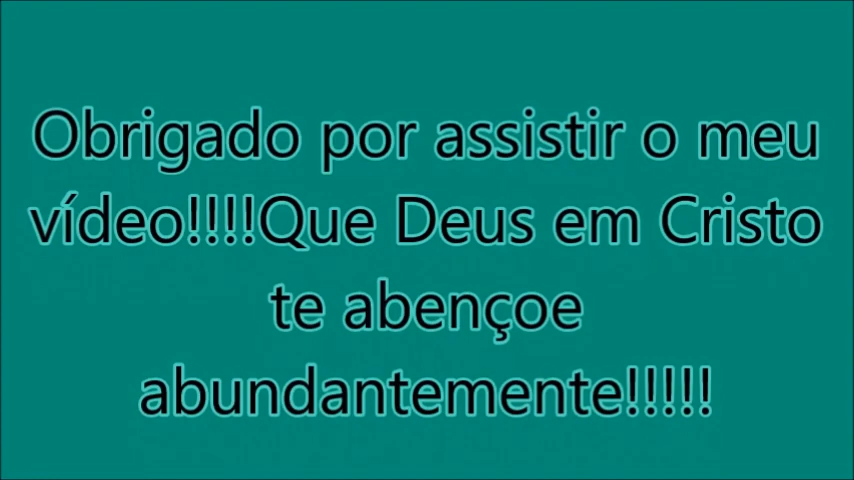 Obrigado por assistir o meu
vídeo!!!!Que Deus em Cristo
te abençoe
abundantemente!!!!!